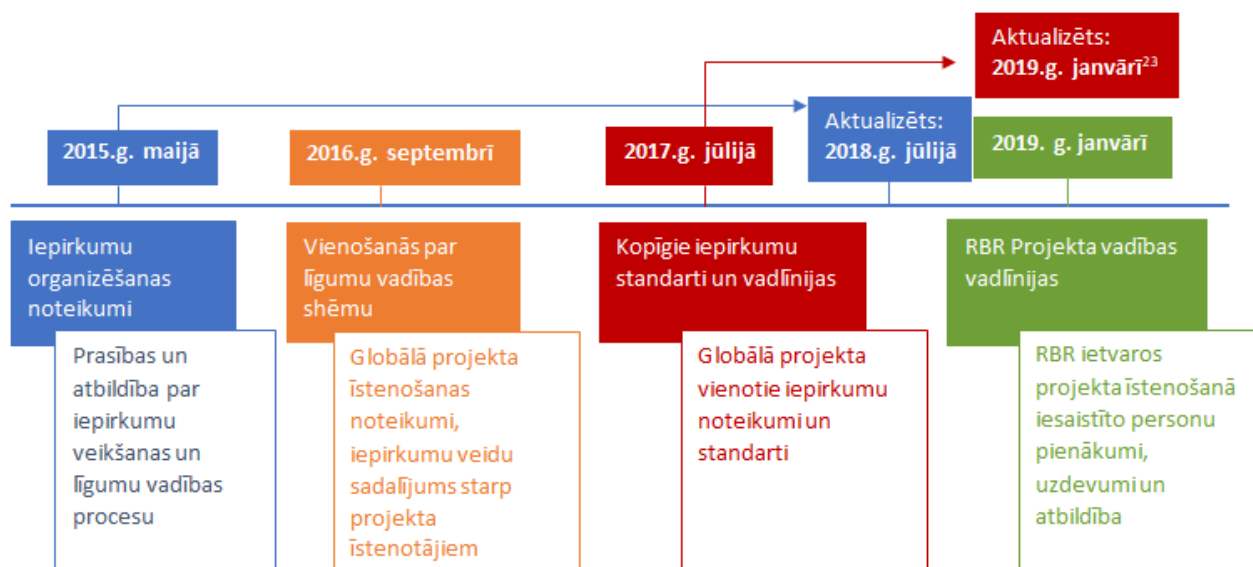 Aktualizēts:
2019.g. janvārī23
2015.g. maijā
2016.g. septembrī
2017.g. jūlijā
Aktualizēts:
2018.g. jūlijā
2019. g. janvārī
Iepirkumu
organizēšanas
noteikumi
Prasības un
atbildība par
iepirkumu
veikšanas un
līgumu vadības
procesu
Vienošanās par
līgumu vadības
shēmu
Globālā projekta
īstenošanas
noteikumi,
iepirkumu veidu
sadalījums starp
projekta
īstenotājiem
Kopīgie iepirkumu
standarti un vadlīnijas
Globālā projekta
vienotie iepirkumu
noteikumi un
standarti
RBR Projekta vadības
vadlīnijas
RBR ietvaros
projekta īstenošanā
iesaistīto personu
pienākumi,
uzdevumi un
atbildība